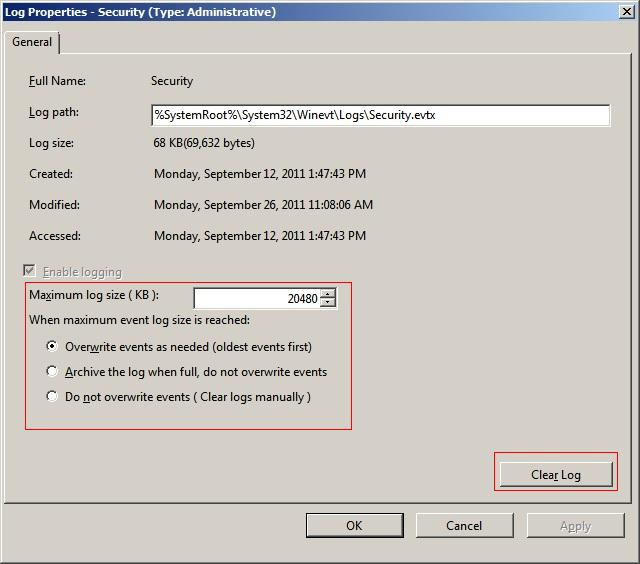 Log Properties - Security (Type: Administrative)
General
Full Name: Security
Log path: %SystemRoot%\System32\Winevt\Logs\Security.evtx
Log size: 68 KB(69,632 bytes)
Created: Monday, September 12, 2011 1:47:43 PM
Modified: Monday, September 26, 2011 11:08:06 AM
Accessed: Monday, September 12, 2011 1:47:43 PM
Enable logging
Maximum log size ( KB ): 20480
When maximum event log size is reached:
Overwrite events as needed (oldest events first)
Archive the log when full, do not overwrite events
Do not overwrite events ( Clear logs manually )
Clear Log
OK Cancel Apply